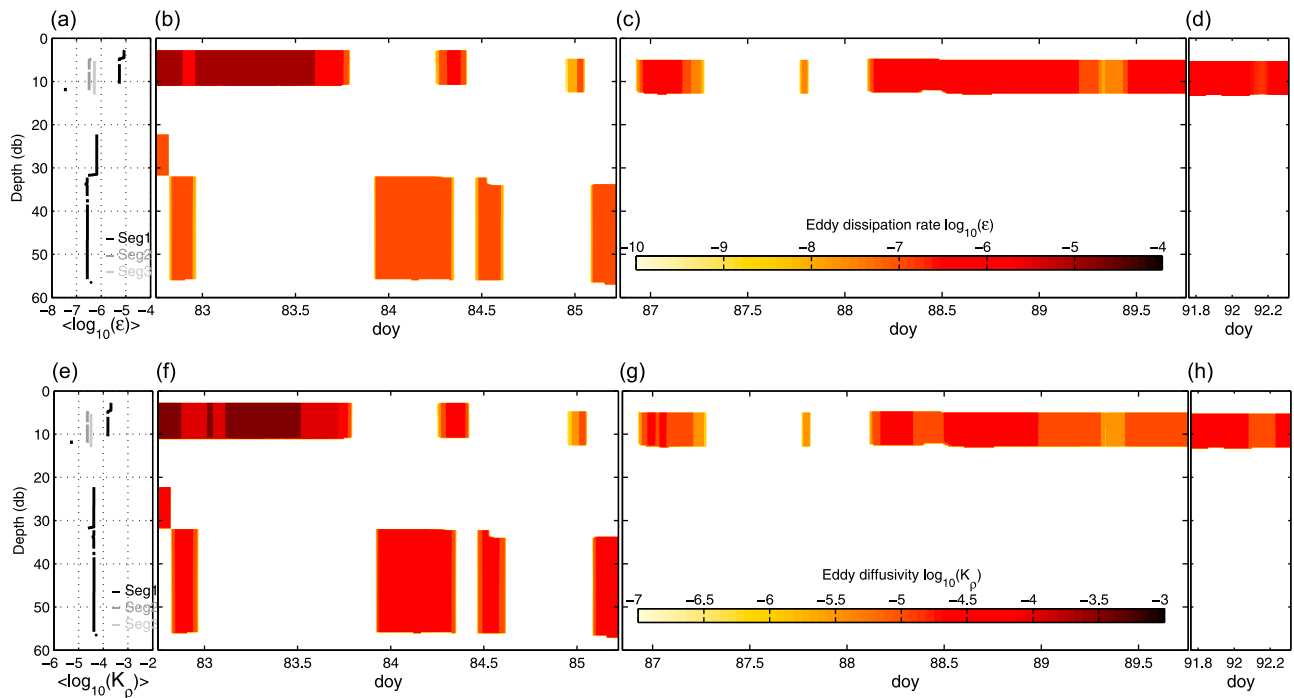 (a) (b) (c) (d)
0
10
20
30
40
50
60
Depth (db)
Seg1
Seg2
Seg3
−8 −7 −6 −5 −4
<log10(ε)>
83 83.5 84 84.5 85
doy
Eddy dissipation rate log10(ε)
−10 −9 −8 −7 −6 −5 −4
87 87.5 88 88.5 89 89.5
doy
91.8 92 92.2
doy
(e) (f) (g) (h)
0
10
20
30
40
50
60
Depth (db)
Seg1
Seg2
Seg3
−6 −5 −4 −3 −2
<log10(Kρ)>
83 83.5 84 84.5 85
doy
Eddy diffusivity log10(Kρ)
−7 −6.5 −6 −5.5 −5 −4.5 −4 −3.5 −3
87 87.5 88 88.5 89 89.5
doy
91.8 92 92.2
doy